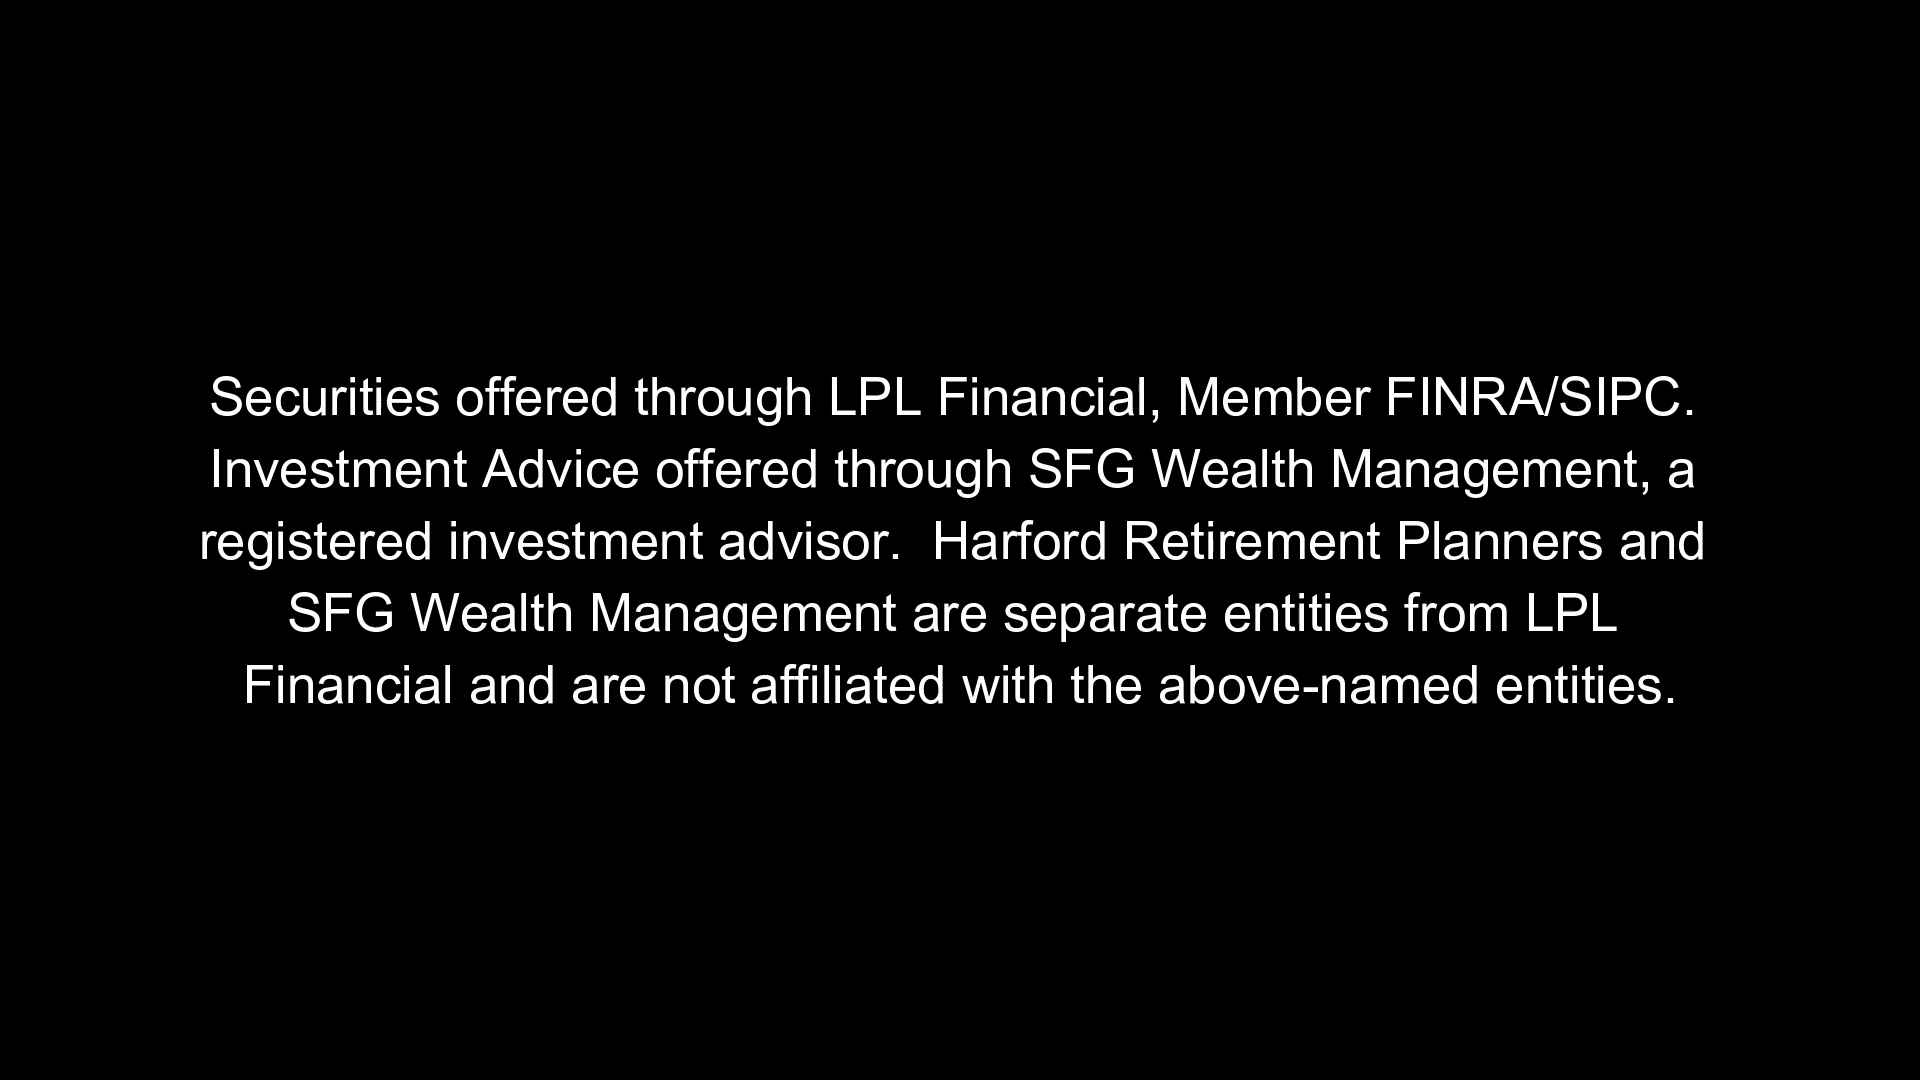 Securities offered through LPL Financial, Member FINRA/SIPC.
Investment Advice offered through SFG Wealth Management, a
registered investment advisor.  Harford Retirement Planners and
SFG Wealth Management are separate entities from LPL
Financial and are not affiliated with the above-named entities.